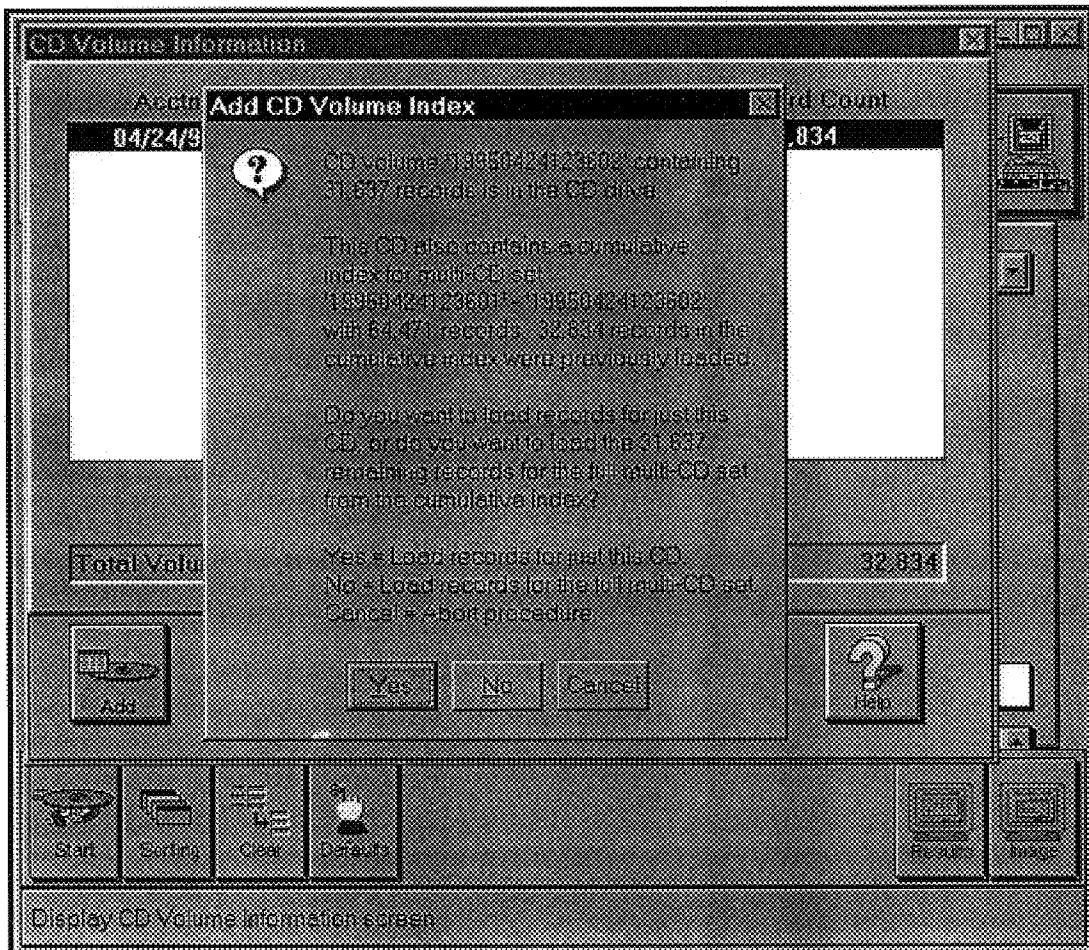 CD Volume Information
Record Count
Add CD Volume Index
04/24/9
,834
CD volume '19950424123602' containing
31,637 records is in the CD drive.
This CD also contains a cumulative
index for multi-CD set
'19950424123601' - '19950424123602'
with 64,471 records. 32,834 records in the
cumulative index were previously loaded.
Do you want to load records for just this
CD, or do you want to load the 31,637
remaining records for the full multi-CD set
from the cumulative index?
Yes = Load records for just this CD
No = Load records for the full multi-CD set
Cancel = Abort procedure
Total Volu
32,834
Yes
No
Cancel
Add
Help
Start
Sorting
Clear
Defaults
Results
Image
Display CD Volume Information screen